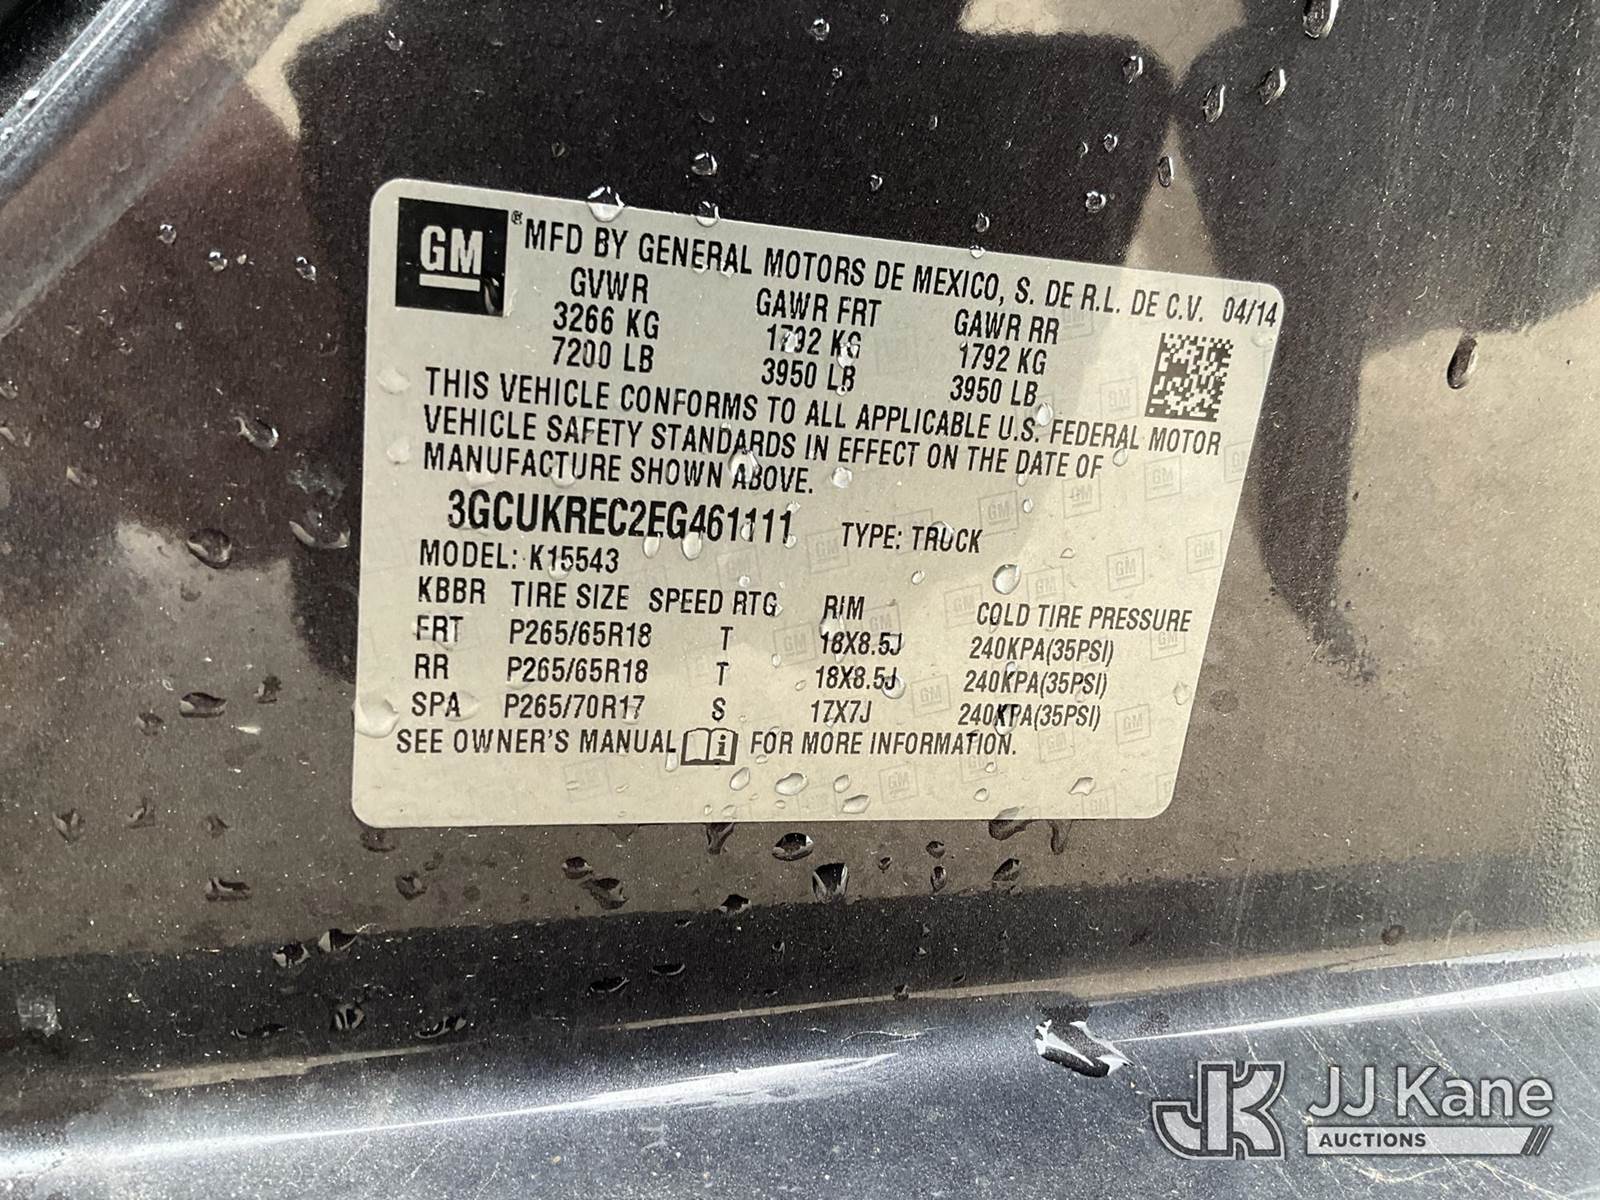 GM ® MFD BY GENERAL MOTORS DE MEXICO, S. DE R.L. DE C.V. 04/14
GVWR GAWR FRT GAWR RR
3266 KG 1792 KG 1792 KG
7200 LB 3950 LB 3950 LB
THIS VEHICLE CONFORMS TO ALL APPLICABLE U.S. FEDERAL MOTOR
VEHICLE SAFETY STANDARDS IN EFFECT ON THE DATE OF
MANUFACTURE SHOWN ABOVE.
3GCUKREC2EG461111 TYPE: TRUCK
MODEL: K15543
KBBR TIRE SIZE SPEED RTG RIM COLD TIRE PRESSURE
FRT P265/65R18 T 18X8.5J 240KPA(35PSI)
RR P265/65R18 T 18X8.5J 240KPA(35PSI)
SPA P265/70R17 S 17X7J 240KPA(35PSI)
SEE OWNER'S MANUAL i FOR MORE INFORMATION.
JK JJ Kane
AUCTIONS